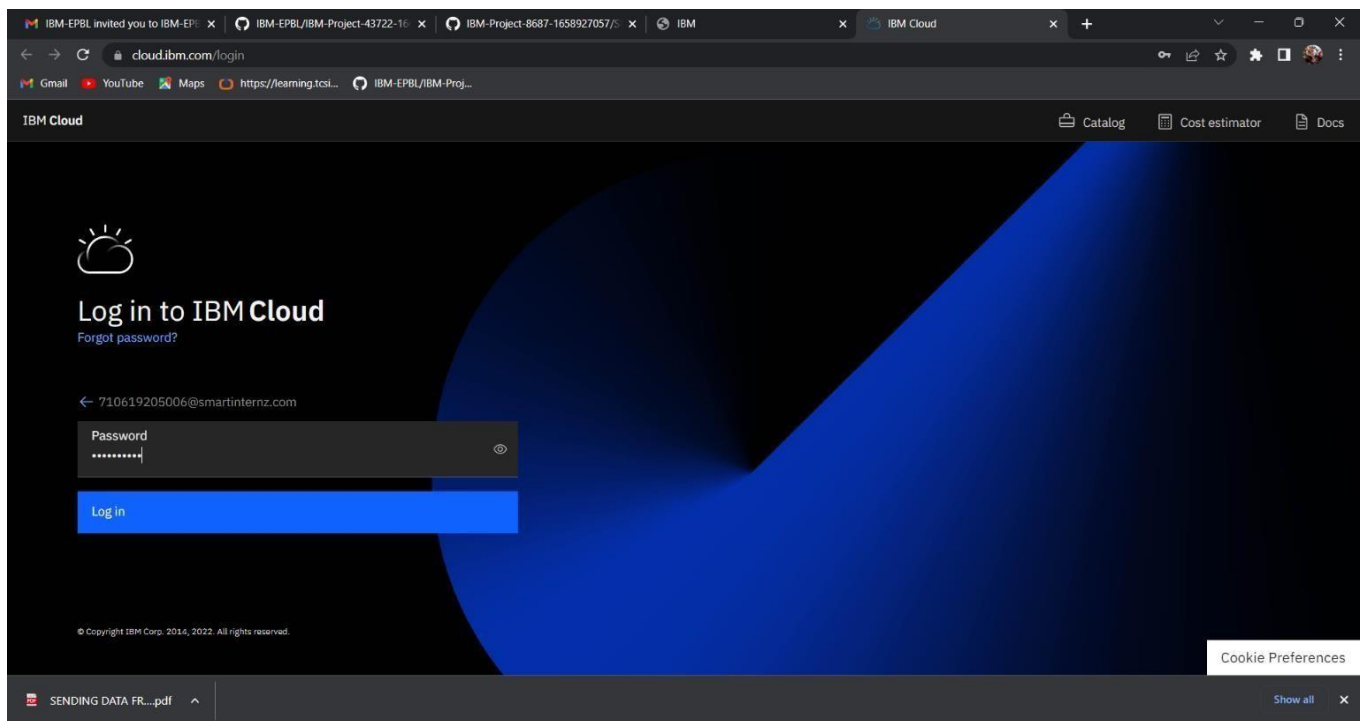 IBM-EPBL invited you to IBM-EPB
IBM-EPBL/IBM-Project-43722-16
IBM-Project-8687-1658927057/S
IBM
IBM Cloud
cloud.ibm.com/login
Gmail
YouTube
Maps
https://learning.tcsi...
IBM-EPBL/IBM-Proj...
IBM Cloud
Catalog
Cost estimator
Docs
Log in to IBM Cloud
Forgot password?
← 710619205006@smartinternz.com
Password
••••••••••
Log in
© Copyright IBM Corp. 2014, 2022. All rights reserved.
Cookie Preferences
SENDING DATA FR....pdf
Show all